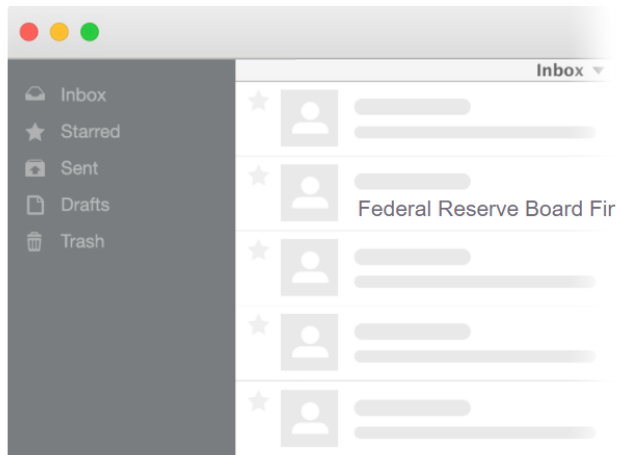 Inbox
Inbox
Starred
Sent
Federal Reserve Board Fir
Drafts
Trash